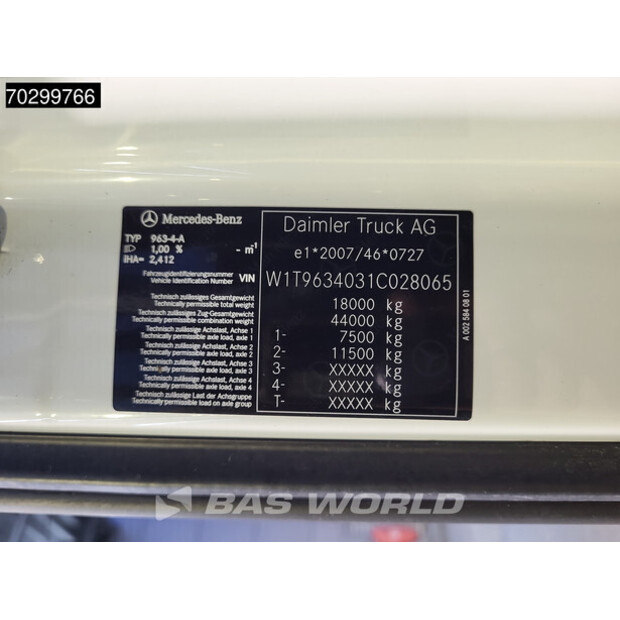 70299766
Mercedes-Benz
TYP 963-4-A
1,00 % - m⁻¹
iHA= 2,412
Fahrzeugidentifizierungsnummer
Vehicle Identification Number VIN
Technisch zulässiges Gesamtgewicht
Technically permissible total weight
Technisch zulässiges Zug-Gesamtgewicht
Technically permissible combination weight
Technisch zulässige Achslast, Achse 1
Technically permissible axle load, axle 1
Technisch zulässige Achslast, Achse 2
Technically permissible axle load, axle 2
Technisch zulässige Achslast, Achse 3
Technically permissible axle load, axle 3
Technisch zulässige Achslast, Achse 4
Technically permissible axle load, axle 4
Technisch zulässige Last der Achsgruppe
Technically permissible load on axle group
Daimler Truck AG
e1*2007/46*0727
W1T9634031C028065
18000 kg
44000 kg
1- 7500 kg
2- 11500 kg
3- XXXXX kg
4- XXXXX kg
T- XXXXX kg
A 002 584 08 01
BAS WORLD